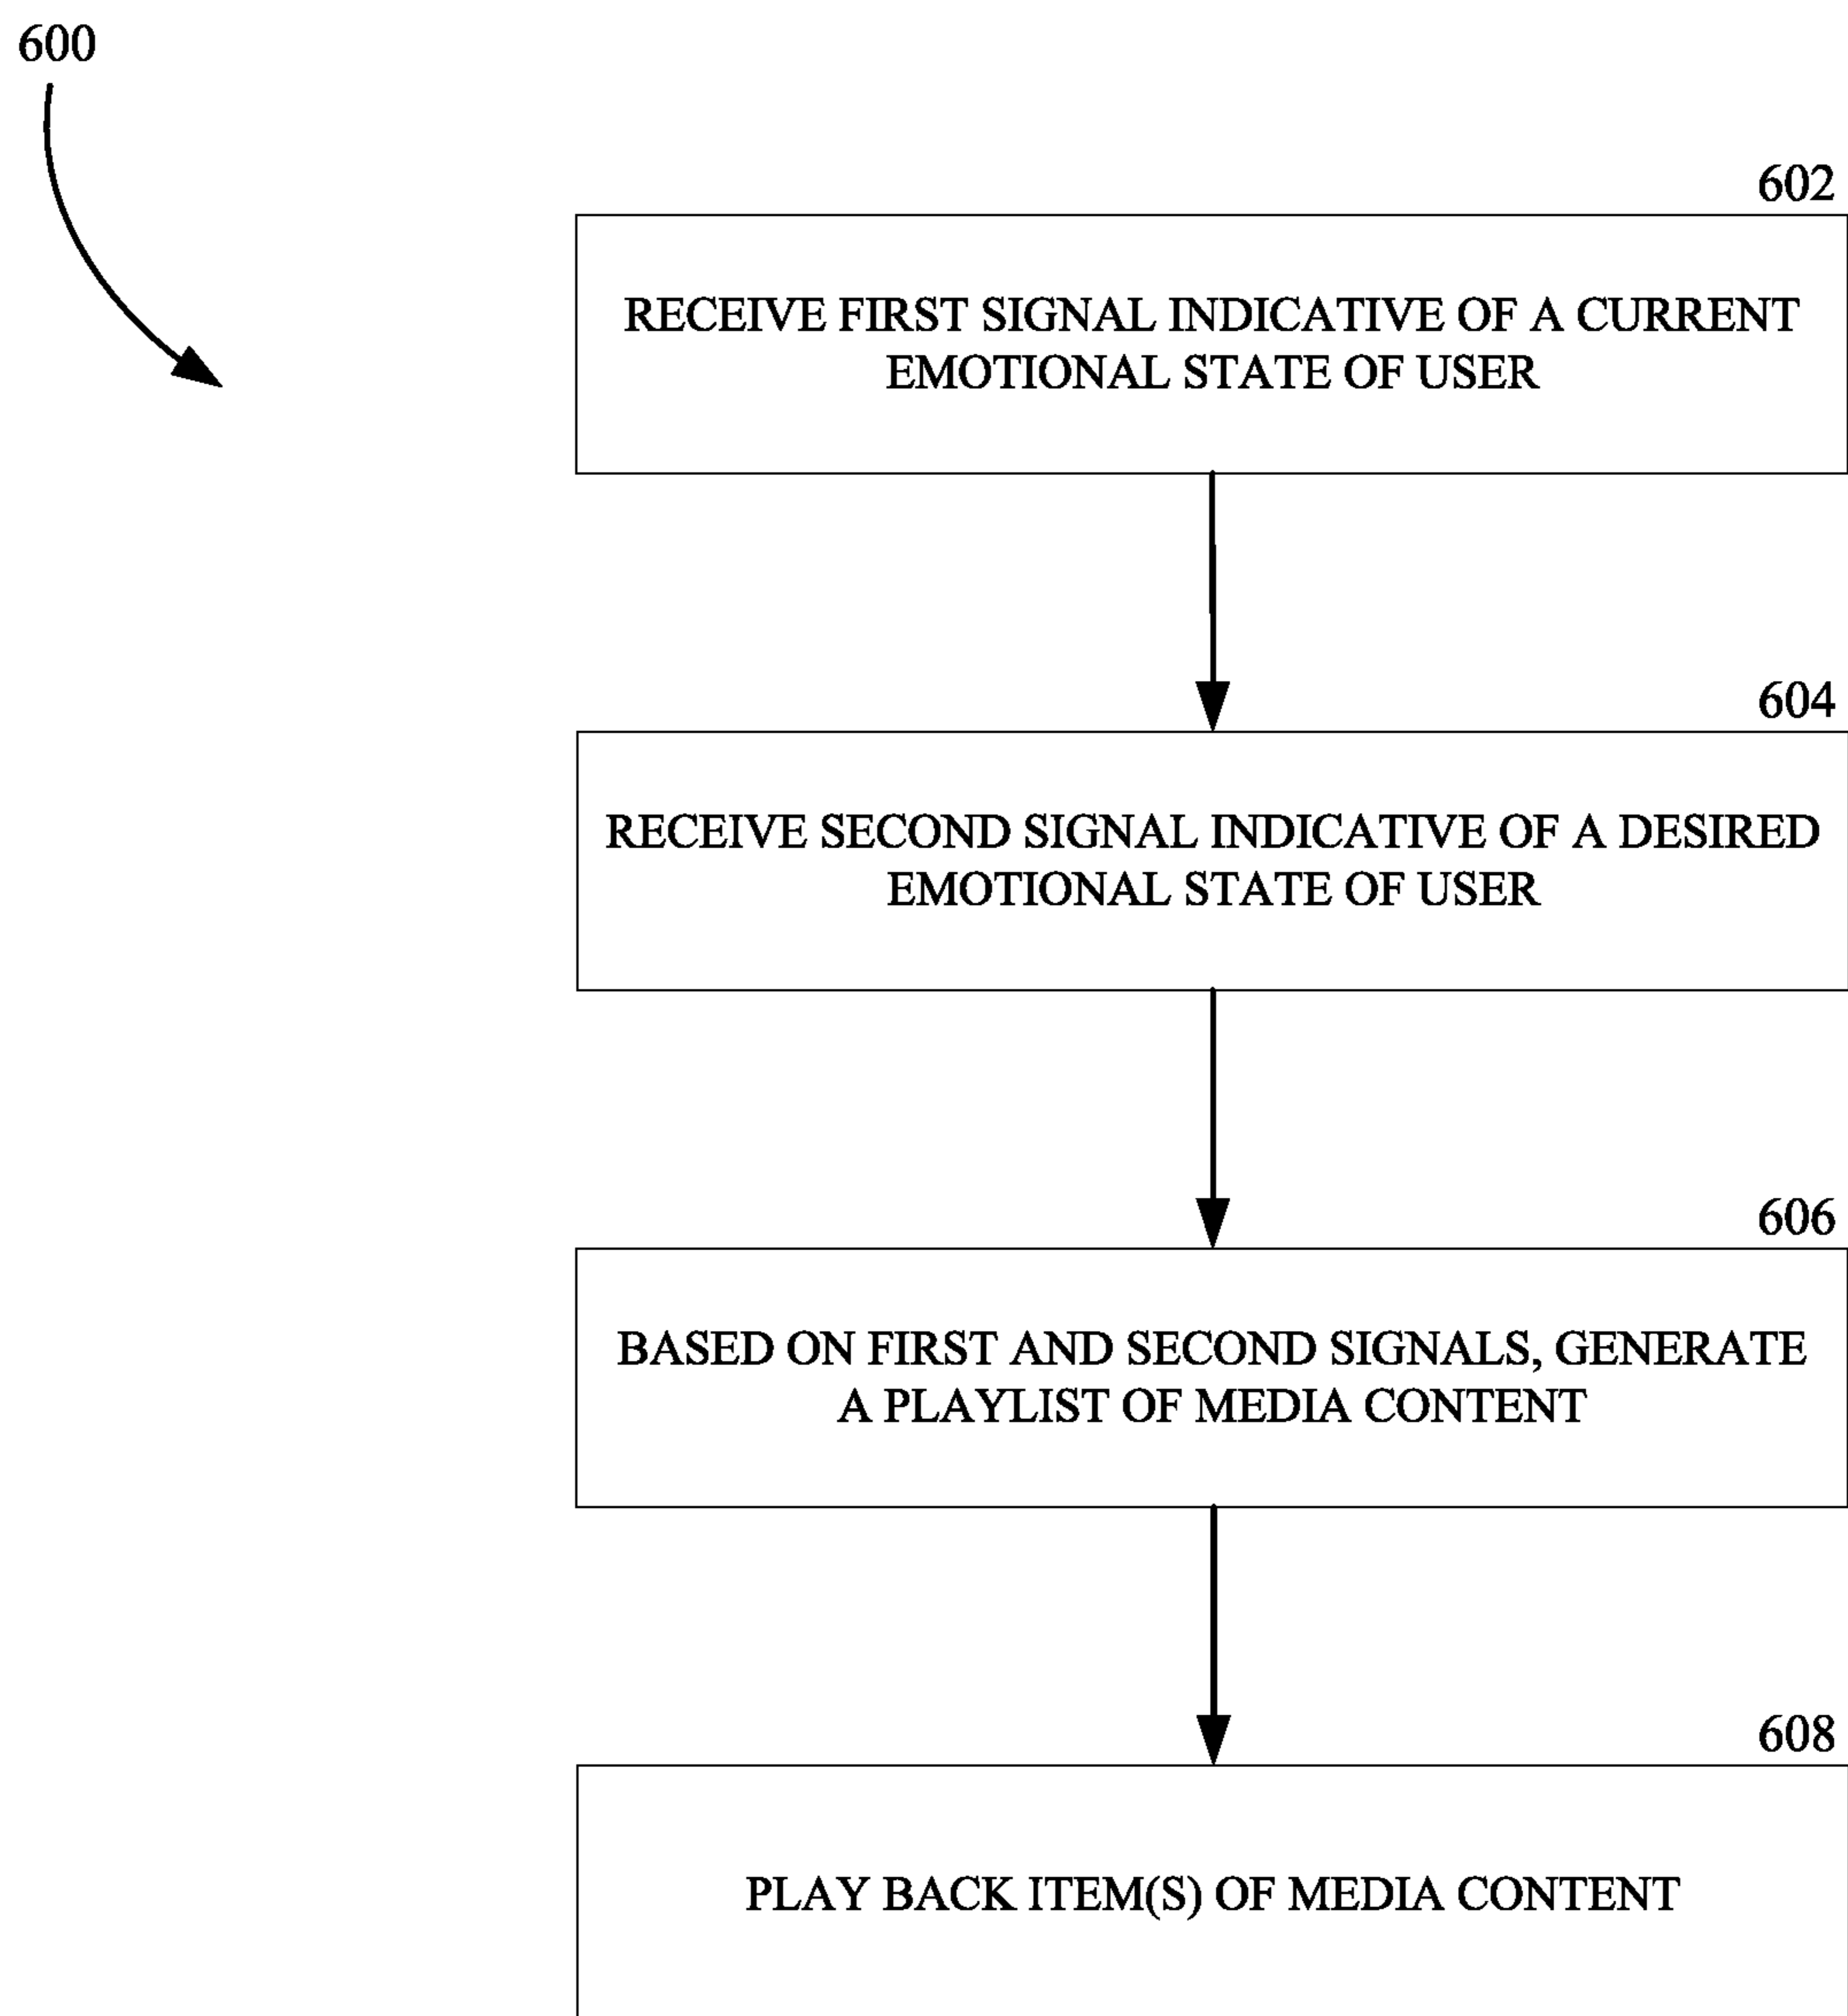 600
602
RECEIVE FIRST SIGNAL INDICATIVE OF A CURRENT
EMOTIONAL STATE OF USER
604
RECEIVE SECOND SIGNAL INDICATIVE OF A DESIRED
EMOTIONAL STATE OF USER
606
BASED ON FIRST AND SECOND SIGNALS, GENERATE
A PLAYLIST OF MEDIA CONTENT
608
PLAY BACK ITEM(S) OF MEDIA CONTENT